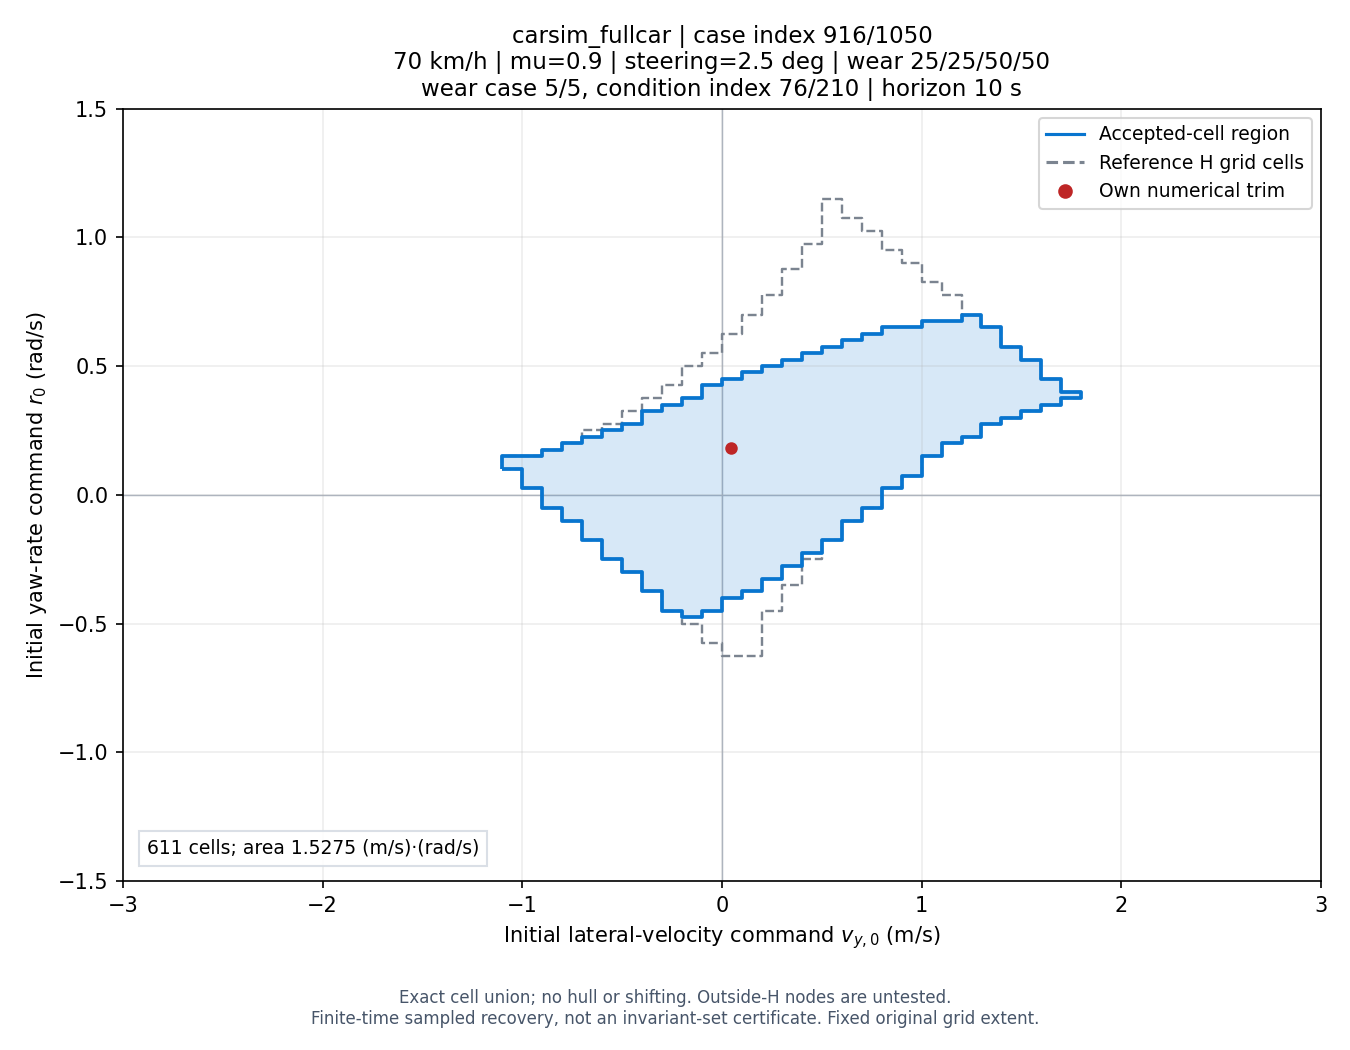 carsim_fullcar | case index 916/1050
70 km/h | mu=0.9 | steering=2.5 deg | wear 25/25/50/50
wear case 5/5, condition index 76/210 | horizon 10 s
Accepted-cell region
Reference H grid cells
Own numerical trim
1.5
1.0
0.5
0.0
−0.5
−1.0
−1.5
Initial yaw-rate command r₀ (rad/s)
611 cells; area 1.5275 (m/s)·(rad/s)
−3
−2
−1
0
1
2
3
Initial lateral-velocity command v_{y,0} (m/s)
Exact cell union; no hull or shifting. Outside-H nodes are untested.
Finite-time sampled recovery, not an invariant-set certificate. Fixed original grid extent.